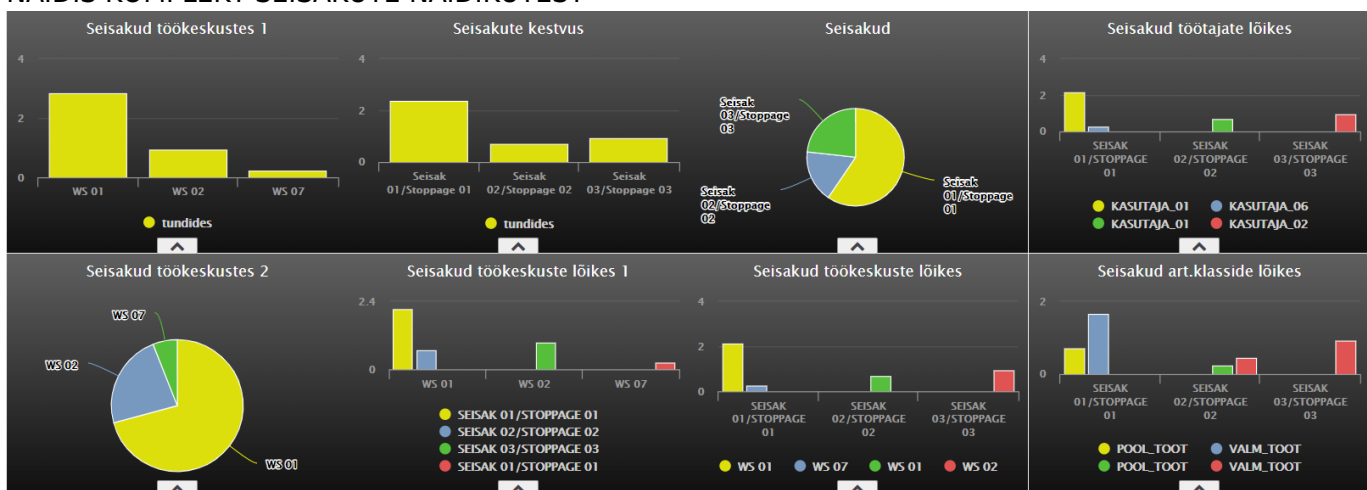 NÄIDIS KOMPLEKT SEISAKUTE NÄIDIKUTEST
Seisakud töökeskustes 1
4
2
0
WS 01
WS 02
WS 07
tundides
Seisakute kestvus
4
2
0
Seisak
01/Stoppage 01
Seisak
02/Stoppage 02
Seisak
03/Stoppage 03
tundides
Seisakud
Seisak
03/Stoppage
03
Seisak
02/Stoppage
02
Seisak
01/Stoppage
01
Seisakud töötajate lõikes
4
2
0
SEISAK
01/STOPPAGE
01
SEISAK
02/STOPPAGE
02
SEISAK
03/STOPPAGE
03
KASUTAJA_01
KASUTAJA_06
KASUTAJA_01
KASUTAJA_02
Seisakud töökeskustes 2
WS 07
WS 02
WS 01
Seisakud töökeskuste lõikes 1
2.4
0
WS 01
WS 02
WS 07
SEISAK 01/STOPPAGE 01
SEISAK 02/STOPPAGE 02
SEISAK 03/STOPPAGE 03
SEISAK 01/STOPPAGE 01
Seisakud töökeskuste lõikes
4
2
0
SEISAK
01/STOPPAGE
01
SEISAK
02/STOPPAGE
02
SEISAK
03/STOPPAGE
03
WS 01
WS 07
WS 01
WS 02
Seisakud art.klasside lõikes
2
0
SEISAK
01/STOPPAGE
01
SEISAK
02/STOPPAGE
02
SEISAK
03/STOPPAGE
03
POOL_TOOT
VALM_TOOT
POOL_TOOT
VALM_TOOT